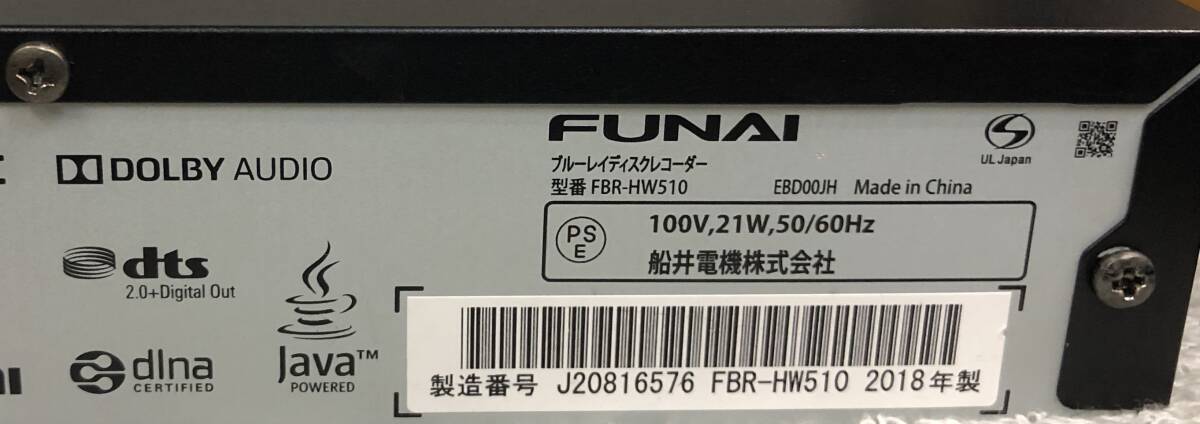 DOLBY AUDIO
dts
2.0+Digital Out
dlna
CERTIFIED
Java™
POWERED
FUNAI
ブルーレイディスクレコーダー
型番 FBR-HW510 EBD00JH Made in China
UL Japan
PS
E
100V,21W,50/60Hz
船井電機株式会社
製造番号 J20816576 FBR-HW510 2018年製